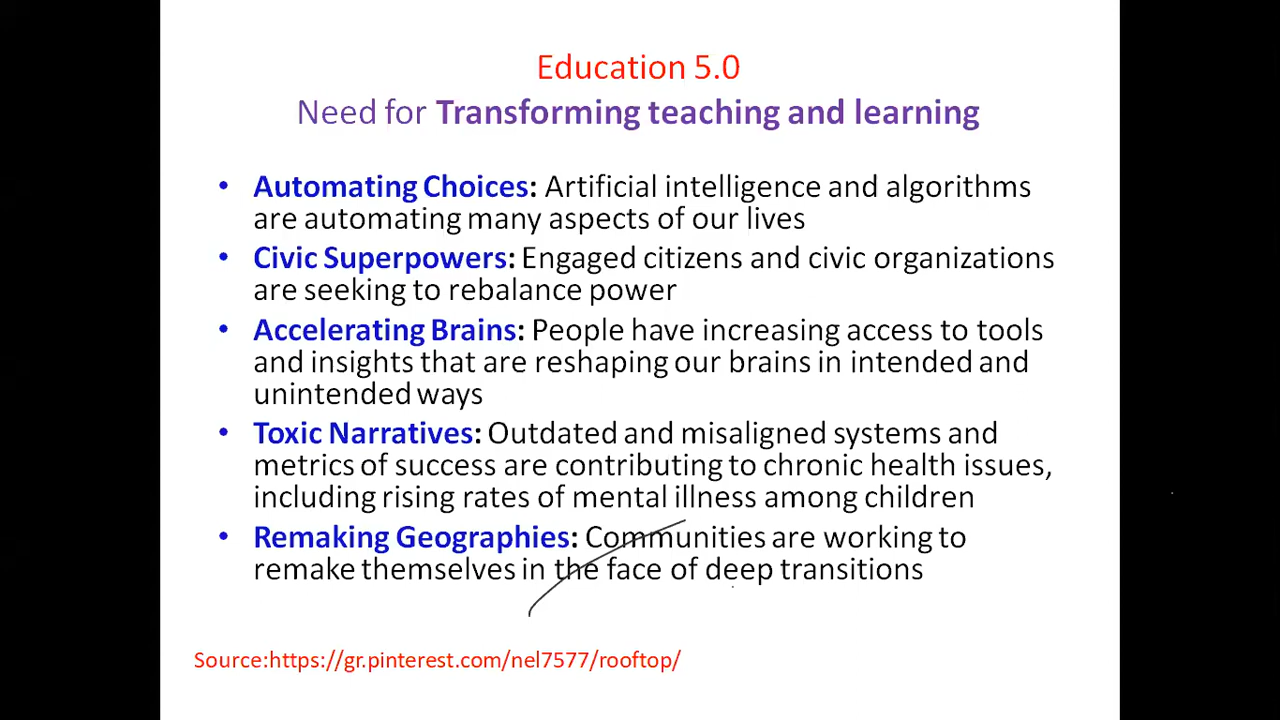 Education 5.0
Need for Transforming teaching and learning
• Automating Choices: Artificial intelligence and algorithms
are automating many aspects of our lives
• Civic Superpowers: Engaged citizens and civic organizations
are seeking to rebalance power
• Accelerating Brains: People have increasing access to tools
and insights that are reshaping our brains in intended and
unintended ways
• Toxic Narratives: Outdated and misaligned systems and
metrics of success are contributing to chronic health issues,
including rising rates of mental illness among children
• Remaking Geographies: Communities are working to
remake themselves in the face of deep transitions
Source:https://gr.pinterest.com/nel7577/rooftop/